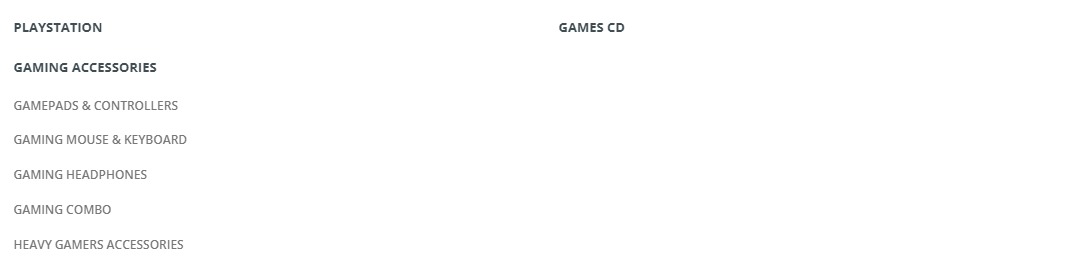 PLAYSTATION
GAMES CD
GAMING ACCESSORIES
GAMEPADS & CONTROLLERS
GAMING MOUSE & KEYBOARD
GAMING HEADPHONES
GAMING COMBO
HEAVY GAMERS ACCESSORIES